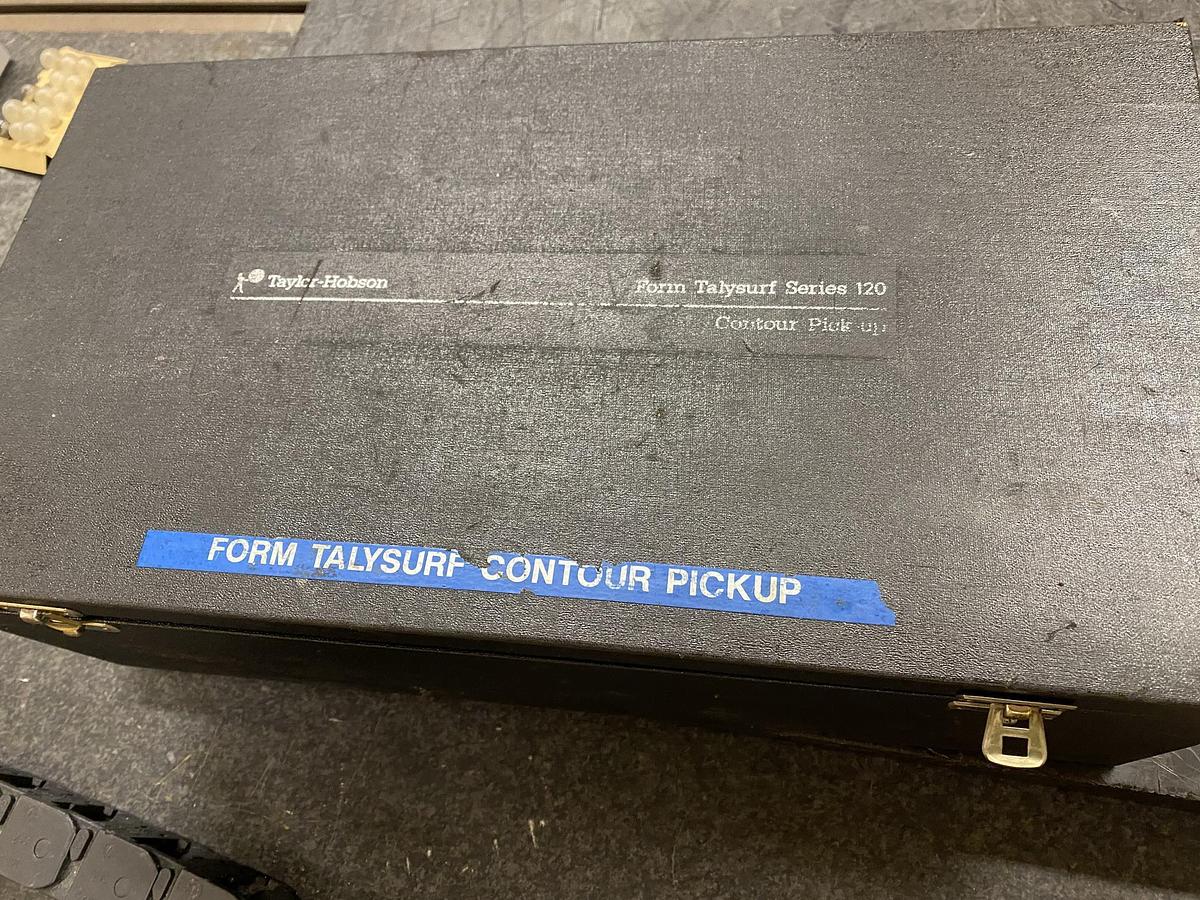 Taylor-Hobson
Form Talysurf Series 120
Contour Pick-up
FORM TALYSURF CONTOUR PICKUP